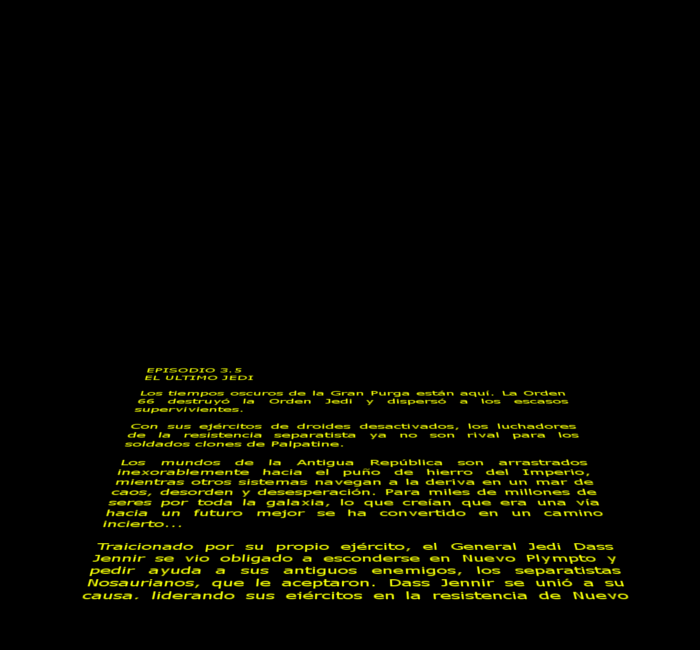 EPISODIO 3.5
EL ULTIMO JEDI
Los tiempos oscuros de la Gran Purga están aquí. La Orden
66 destruyó la Orden Jedi y dispersó a los escasos
supervivientes.
Con sus ejércitos de droides desactivados, los luchadores
de la resistencia separatista ya no son rival para los
soldados clones de Palpatine.
Los mundos de la Antigua República son arrastrados
inexorablemente hacia el puño de hierro del Imperio,
mientras otros sistemas navegan a la deriva en un mar de
caos, desorden y desesperación. Para miles de millones de
seres por toda la galaxia, lo que creían que era una vía
hacia un futuro mejor se ha convertido en un camino
incierto...
Traicionado por su propio ejército, el General Jedi Dass
Jennir se vio obligado a esconderse en Nuevo Plympto y
pedir ayuda a sus antiguos enemigos, los separatistas
Nosaurianos, que le aceptaron. Dass Jennir se unió a su
causa, liderando sus ejércitos en la resistencia de Nuevo